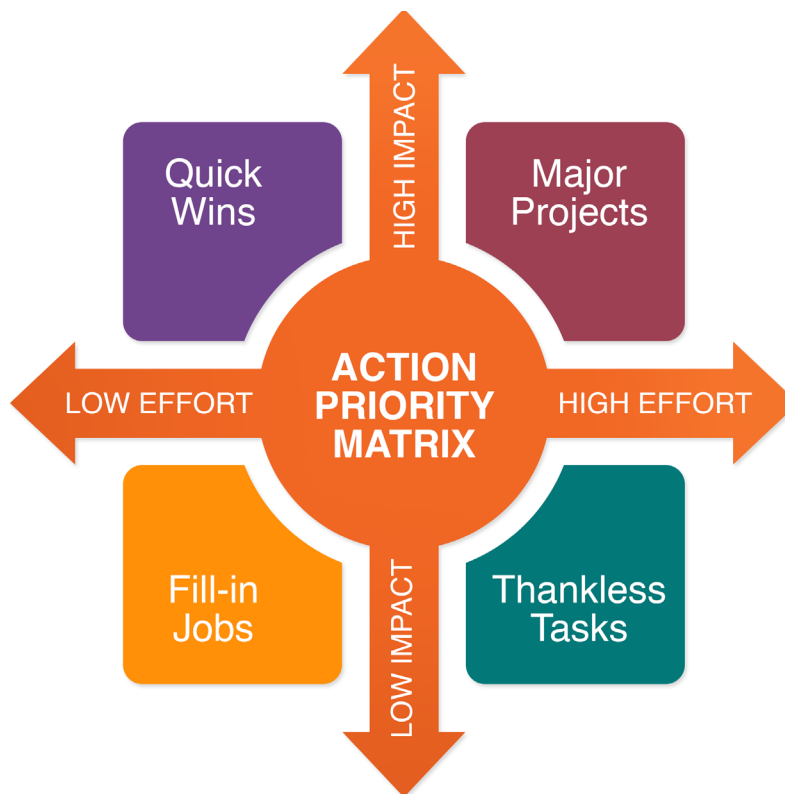 HIGH IMPACT
Quick
Wins
Major
Projects
LOW EFFORT
ACTION
PRIORITY
MATRIX
HIGH EFFORT
Fill-in
Jobs
LOW IMPACT
Thankless
Tasks